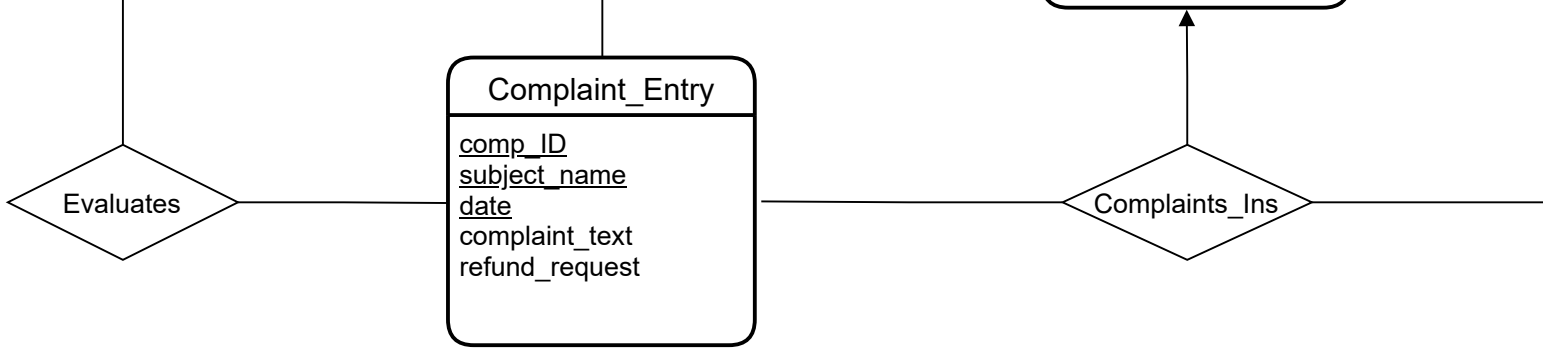 Complaint_Entry
comp_ID
subject_name
date
complaint_text
refund_request
Evaluates
Complaints_Ins